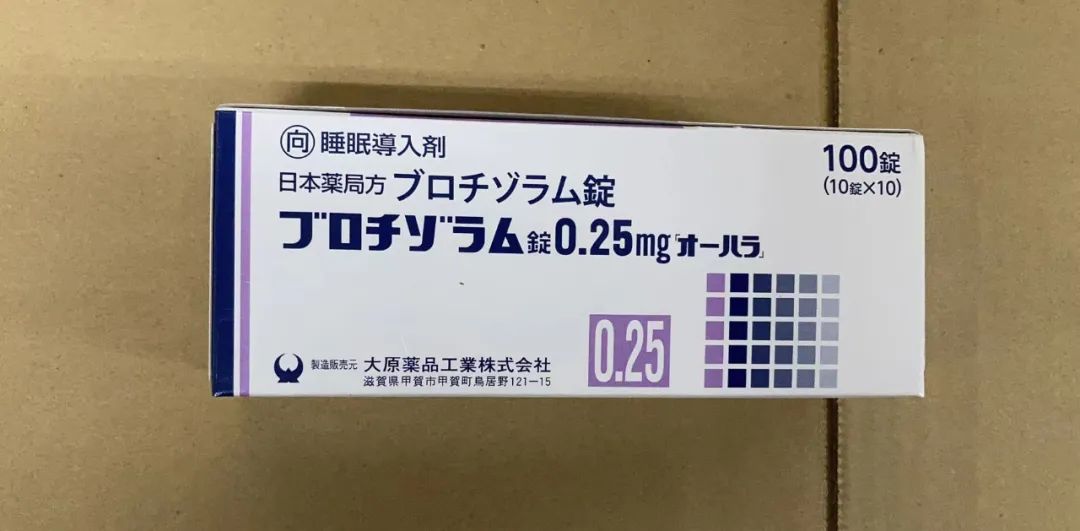 向 睡眠導入剤
日本薬局方 ブロチゾラム錠
ブロチゾラム錠0.25mg「オーハラ」
100錠
(10錠×10)
0.25
製造販売元 大原薬品工業株式会社
滋賀県甲賀市甲賀町鳥居野121-15